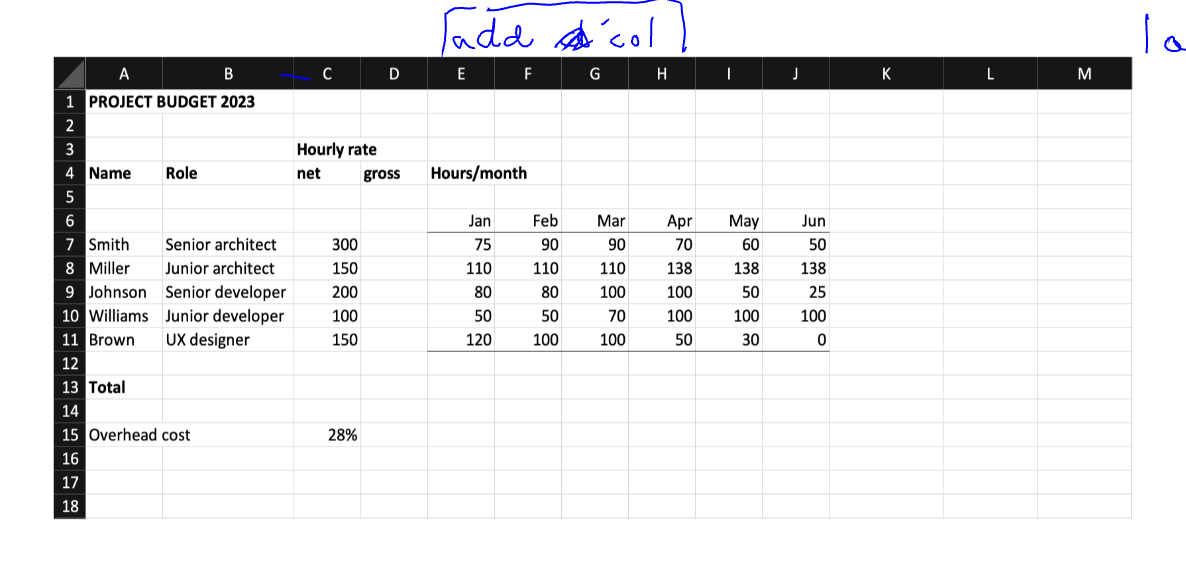 add col
A B C D E F G H I J K L M
1 PROJECT BUDGET 2023
2
3 Hourly rate
4 Name Role net gross Hours/month
5
6 Jan Feb Mar Apr May Jun
7 Smith Senior architect 300 75 90 90 70 60 50
8 Miller Junior architect 150 110 110 110 138 138 138
9 Johnson Senior developer 200 80 80 100 100 50 25
10 Williams Junior developer 100 50 50 70 100 100 100
11 Brown UX designer 150 120 100 100 50 30 0
12
13 Total
14
15 Overhead cost 28%
16
17
18